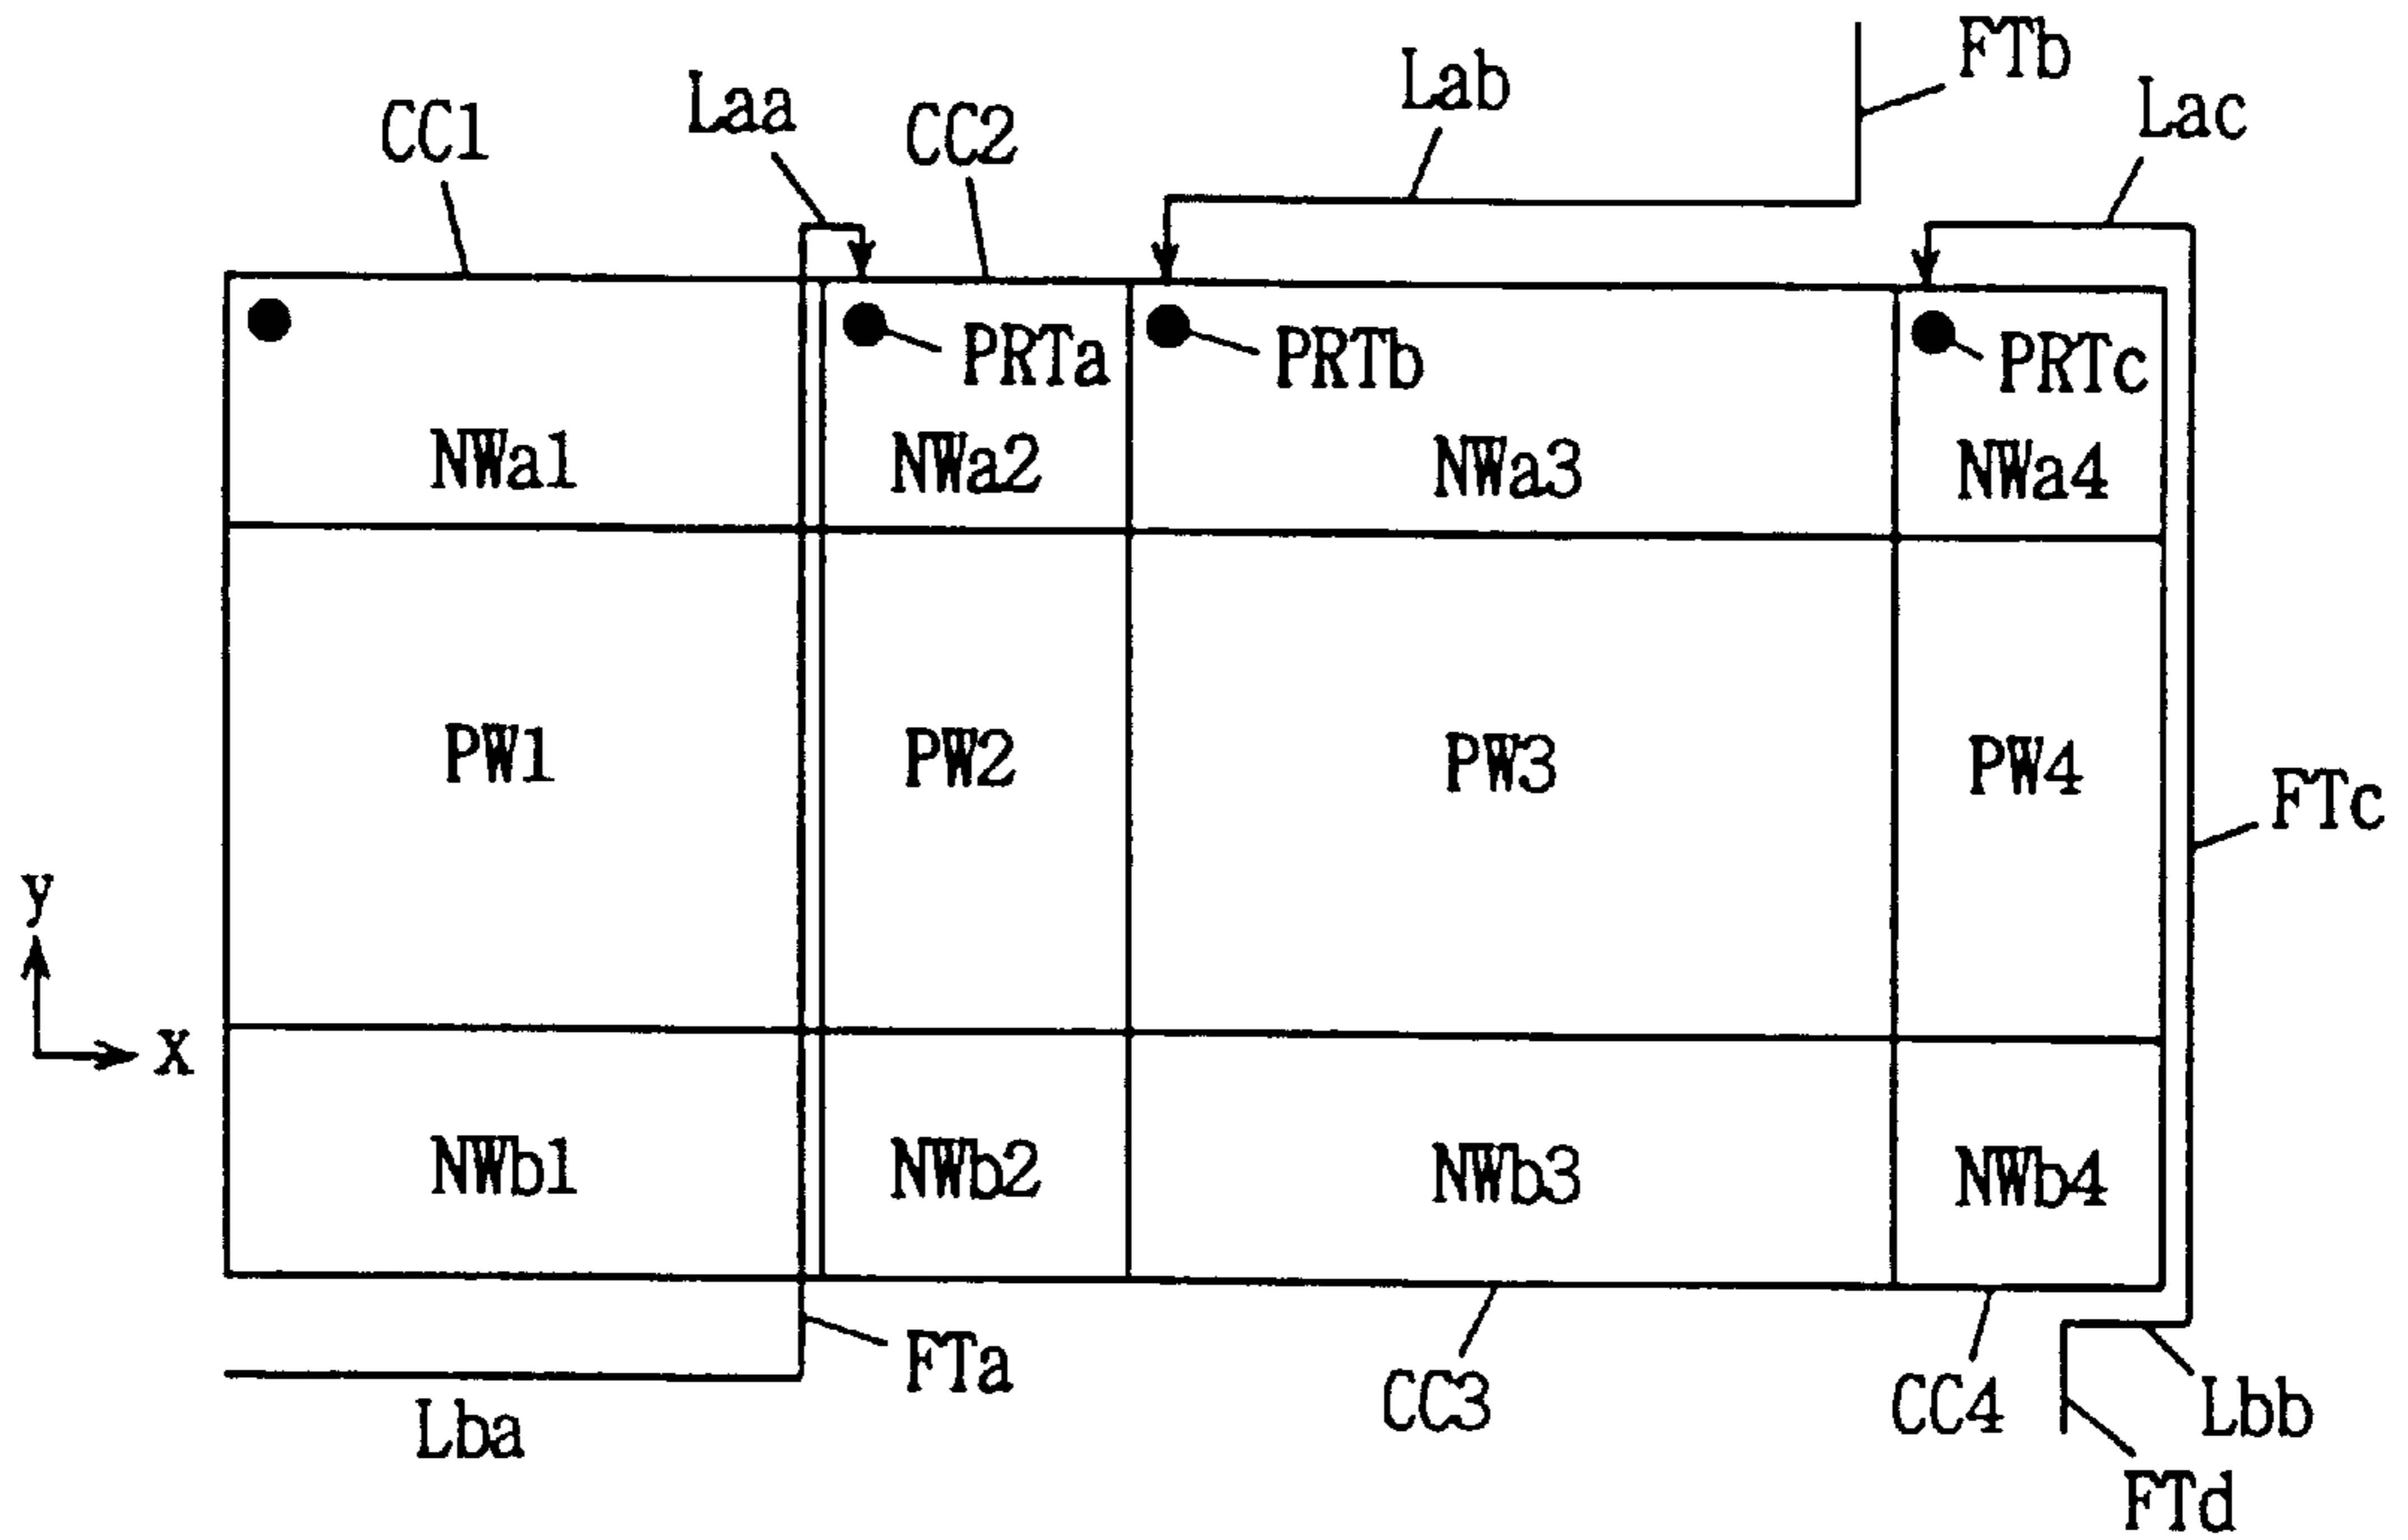 FTb
Lab
Laa
Lac
CC1
CC2
PRTa
PRTb
PRTc
NWa1
NWa2
NWa3
NWa4
PW1
PW2
PW3
PW4
FTc
y
x
NWb1
NWb2
NWb3
NWb4
FTa
CC3
CC4
Lbb
Lba
FTd